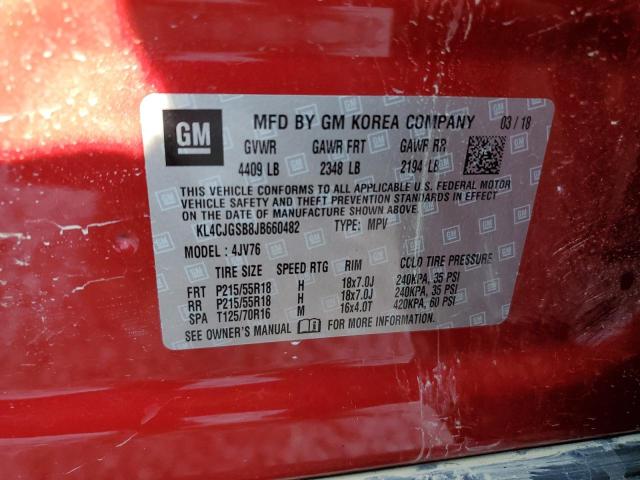 GM MFD BY GM KOREA COMPANY 03/18
GVWR GAWR FRT GAWR RR
4409 LB 2348 LB 2194 LB
THIS VEHICLE CONFORMS TO ALL APPLICABLE U.S. FEDERAL MOTOR
VEHICLE SAFETY AND THEFT PREVENTION STANDARDS IN EFFECT
ON THE DATE OF MANUFACTURE SHOWN ABOVE.
KL4CJGSB8JB660482 TYPE: MPV
MODEL: 4JV76
TIRE SIZE SPEED RTG RIM COLD TIRE PRESSURE
FRT P215/55R18 H 18x7.0J 240KPA, 35 PSI
RR P215/55R18 H 18x7.0J 240KPA, 35 PSI
SPA T125/70R16 M 16x4.0T 420KPA, 60 PSI
SEE OWNER'S MANUAL FOR MORE INFORMATION.